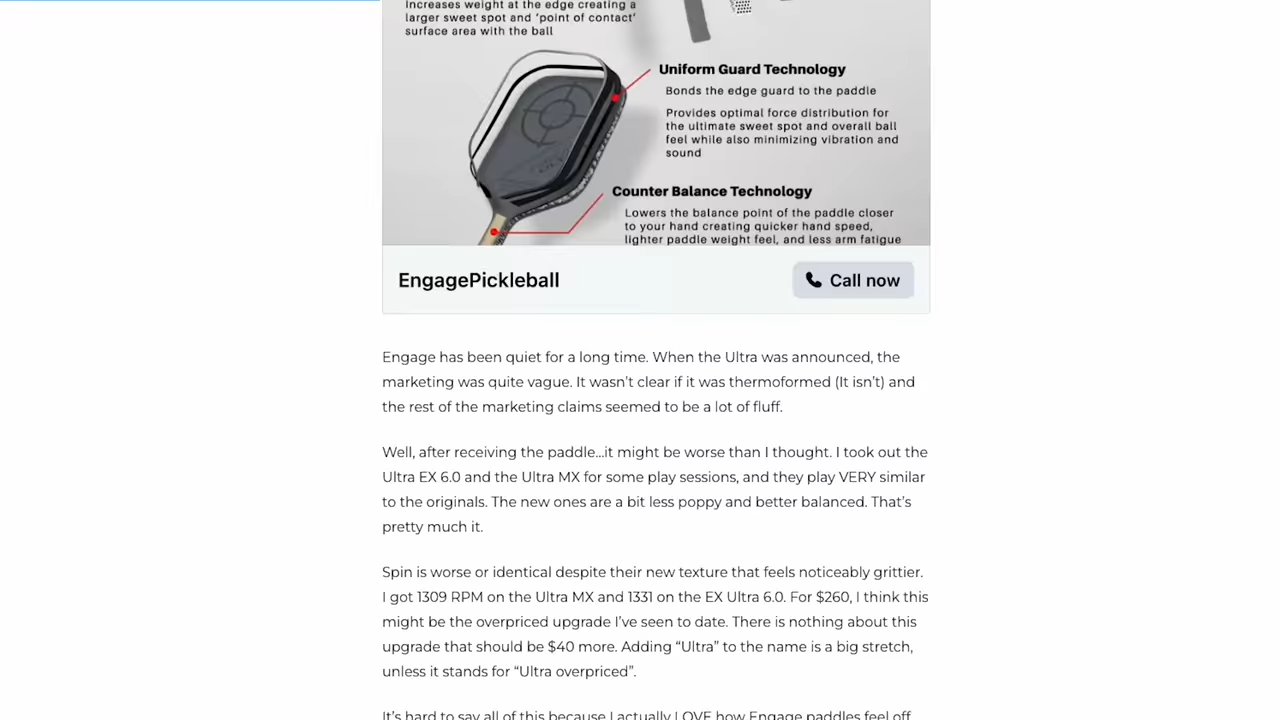 Increases weight at the edge creating a
larger sweet spot and ‘point of contact’
surface area with the ball
Uniform Guard Technology
Bonds the edge guard to the paddle
Provides optimal force distribution for
the ultimate sweet spot and overall ball
feel while also minimizing vibration and
sound
Counter Balance Technology
Lowers the balance point of the paddle closer
to your hand creating quicker hand speed,
lighter paddle weight feel, and less arm fatigue
EngagePickleball
Call now
Engage has been quiet for a long time. When the Ultra was announced, the
marketing was quite vague. It wasn’t clear if it was thermoformed (It isn’t) and
the rest of the marketing claims seemed to be a lot of fluff.
Well, after receiving the paddle…it might be worse than I thought. I took out the
Ultra EX 6.0 and the Ultra MX for some play sessions, and they play VERY similar
to the originals. The new ones are a bit less poppy and better balanced. That’s
pretty much it.
Spin is worse or identical despite their new texture that feels noticeably grittier.
I got 1309 RPM on the Ultra MX and 1331 on the EX Ultra 6.0. For $260, I think this
might be the overpriced upgrade I’ve seen to date. There is nothing about this
upgrade that should be $40 more. Adding “Ultra” to the name is a big stretch,
unless it stands for “Ultra overpriced”.
It’s hard to say all of this because I actually LOVE how Engage paddles feel off